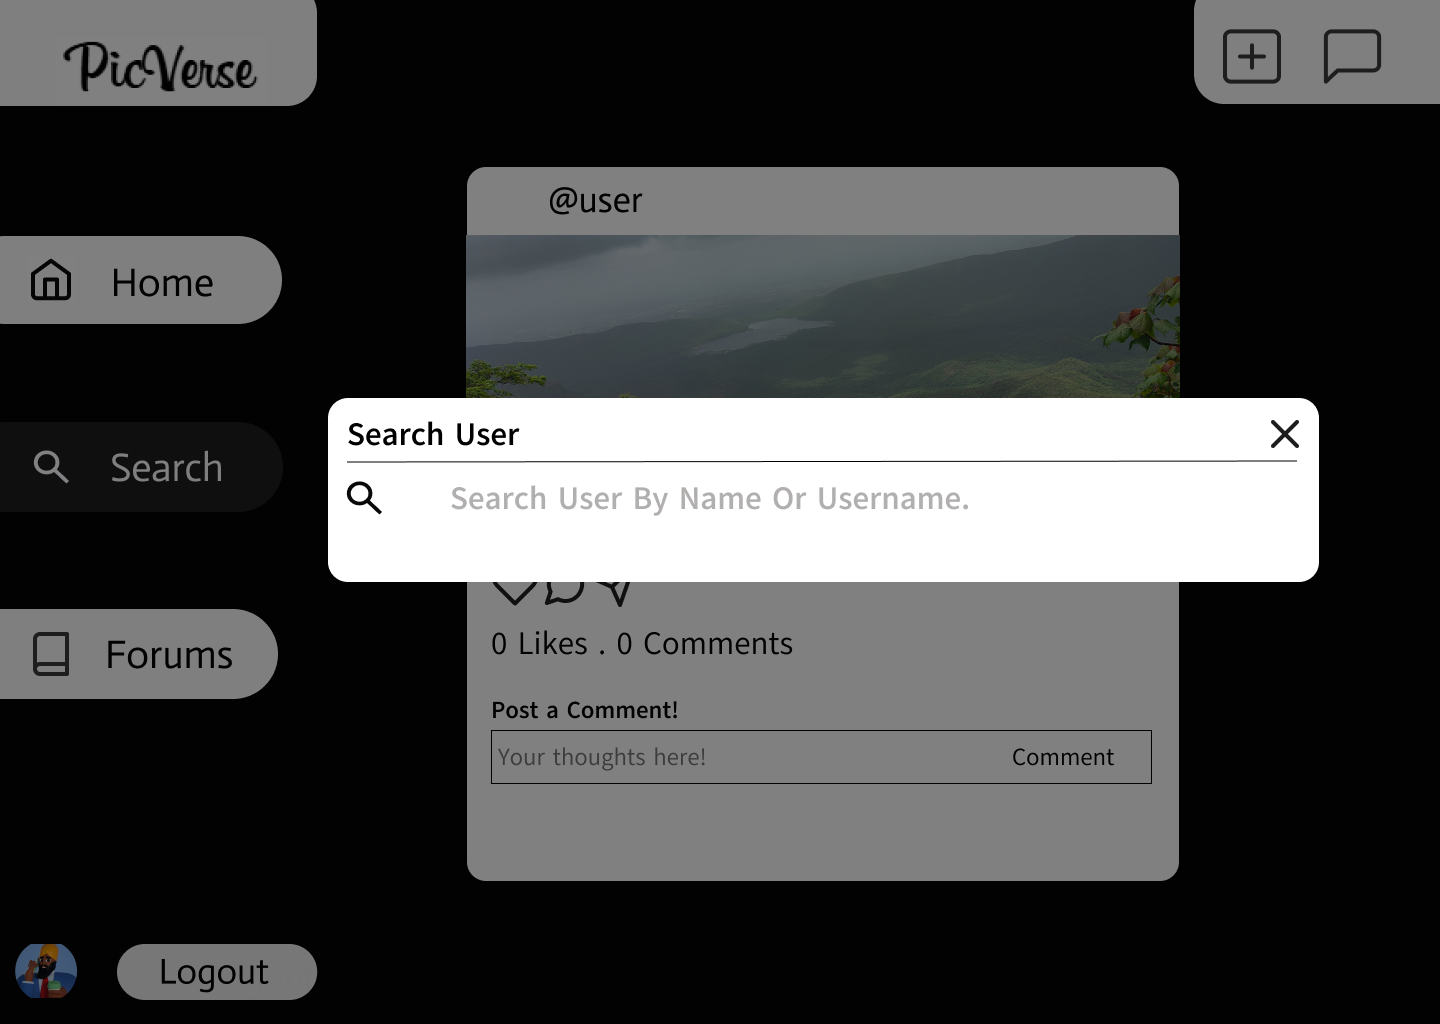 PicVerse
@user
Home
Search User
Search
Search User By Name Or Username.
0 Likes . 0 Comments
Forums
Post a Comment!
Your thoughts here!
Comment
Logout